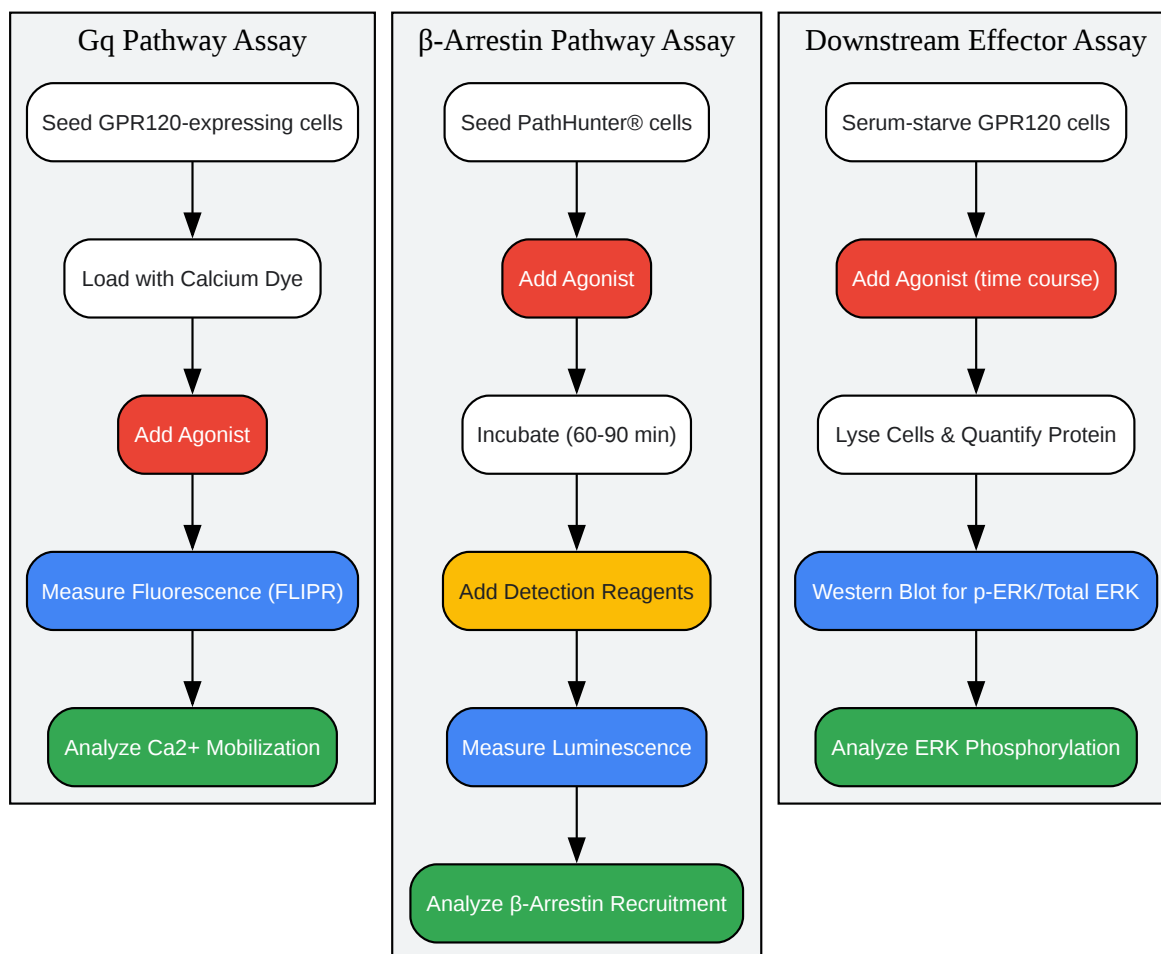 Gq Pathway Assay
Seed GPR120-expressing cells
Load with Calcium Dye
Add Agonist
Measure Fluorescence (FLIPR)
Analyze Ca2+ Mobilization
β-Arrestin Pathway Assay
Seed PathHunter® cells
Add Agonist
Incubate (60-90 min)
Add Detection Reagents
Measure Luminescence
Analyze β-Arrestin Recruitment
Downstream Effector Assay
Serum-starve GPR120 cells
Add Agonist (time course)
Lyse Cells & Quantify Protein
Western Blot for p-ERK/Total ERK
Analyze ERK Phosphorylation